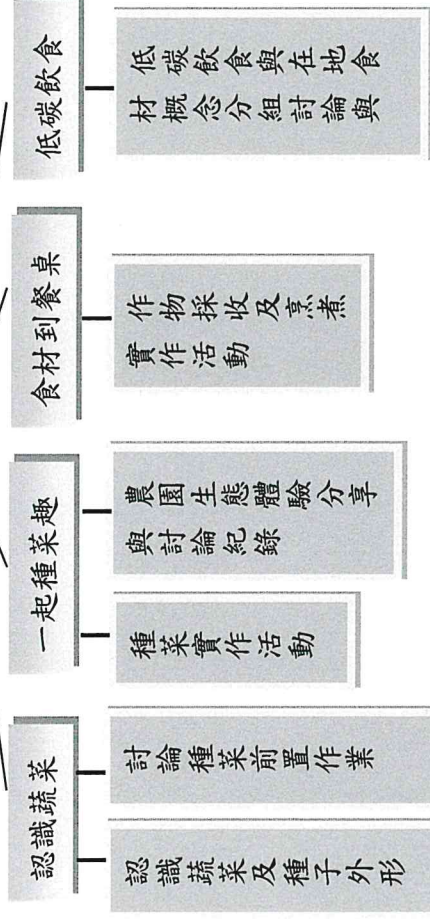 認識蔬菜
認識蔬菜及種子外形
討論種菜前置作業
一起種菜趣
種菜實作活動
農園生態體驗分享
與討論紀錄
食材到餐桌
作物採收及烹煮
實作活動
低碳飲食
低碳飲食與在地食
材概念分組討論與